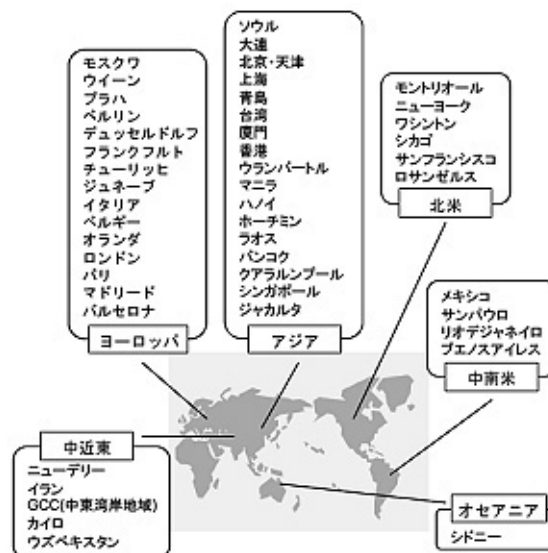 モスクワ
ウイーン
プラハ
ベルリン
デュッセルドルフ
フランクフルト
チューリッヒ
ジュネーブ
イタリア
ベルギー
オランダ
ロンドン
パリ
マドリード
バルセロナ
ヨーロッパ
ソウル
大連
北京・天津
上海
青島
台湾
厦門
香港
ウランバートル
マニラ
ハノイ
ホーチミン
ラオス
バンコク
クアラルンプール
シンガポール
ジャカルタ
アジア
モントリオール
ニューヨーク
ワシントン
シカゴ
サンフランシスコ
ロサンゼルス
北米
メキシコ
サンパウロ
リオデジャネイロ
ブエノスアイレス
中南米
中近東
ニューデリー
イラン
GCC(中東湾岸地域)
カイロ
ウズベキスタン
オセアニア
シドニー